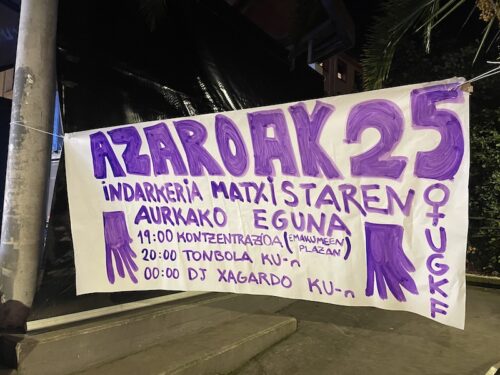 AZAROAK 25
iNDARKERiA MATXiSTAREN
AURKAKO EGUNA
19:00 KONTZENTRAZiOA (EMAKUMEEN PLAZAN)
20:00 TONBOLA KU-n
00:00 DJ XAGARDO KU-n
UGKF